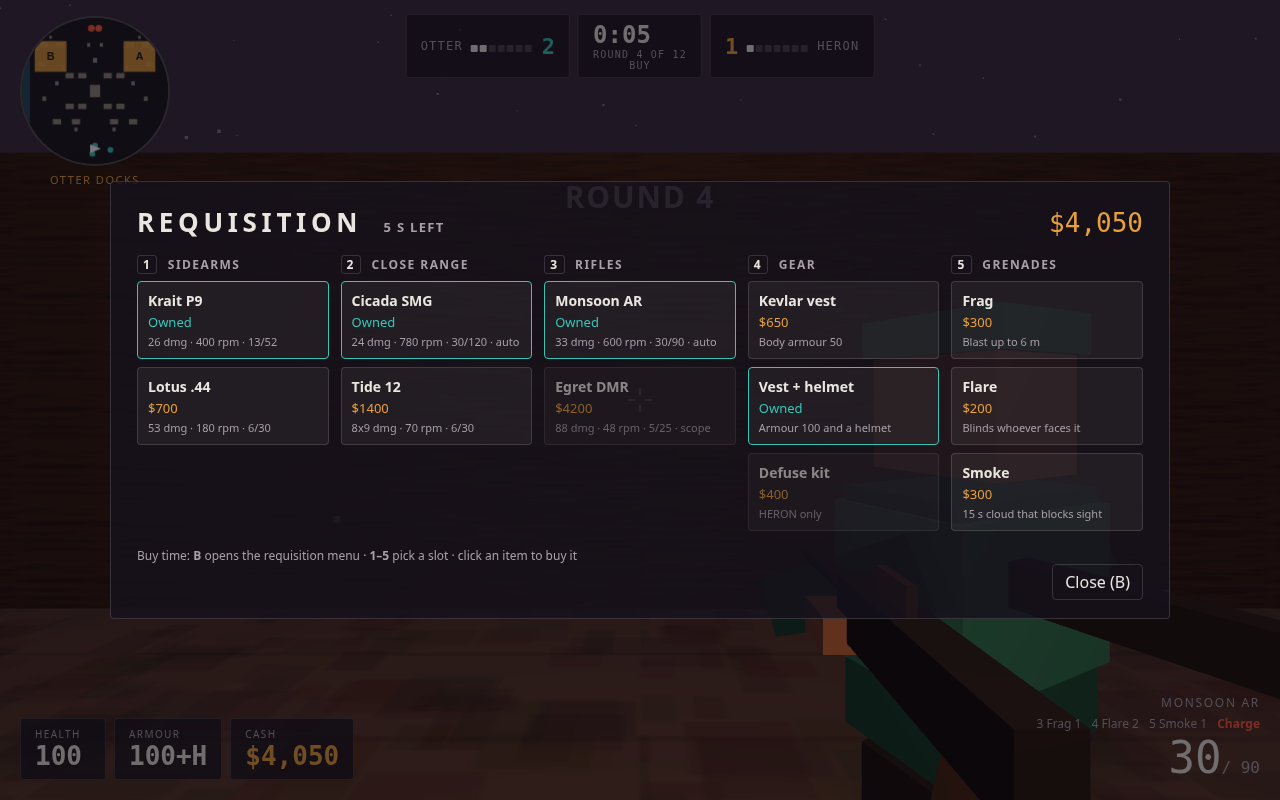 B
A
OTTER DOCKS
OTTER 2
0:05
ROUND 4 OF 12
BUY
1 HERON
ROUND 4
REQUISITION 5 S LEFT $4,050
1 SIDEARMS
Krait P9
Owned
26 dmg · 400 rpm · 13/52
Lotus .44
$700
53 dmg · 180 rpm · 6/30
2 CLOSE RANGE
Cicada SMG
Owned
24 dmg · 780 rpm · 30/120 · auto
Tide 12
$1400
8x9 dmg · 70 rpm · 6/30
3 RIFLES
Monsoon AR
Owned
33 dmg · 600 rpm · 30/90 · auto
Egret DMR
$4200
88 dmg · 48 rpm · 5/25 · scope
4 GEAR
Kevlar vest
$650
Body armour 50
Vest + helmet
Owned
Armour 100 and a helmet
Defuse kit
$400
HERON only
5 GRENADES
Frag
$300
Blast up to 6 m
Flare
$200
Blinds whoever faces it
Smoke
$300
15 s cloud that blocks sight
Buy time: B opens the requisition menu · 1–5 pick a slot · click an item to buy it
Close (B)
HEALTH
100
ARMOUR
100+H
CASH
$4,050
MONSOON AR
3 Frag 1 4 Flare 2 5 Smoke 1 Charge
30 / 90